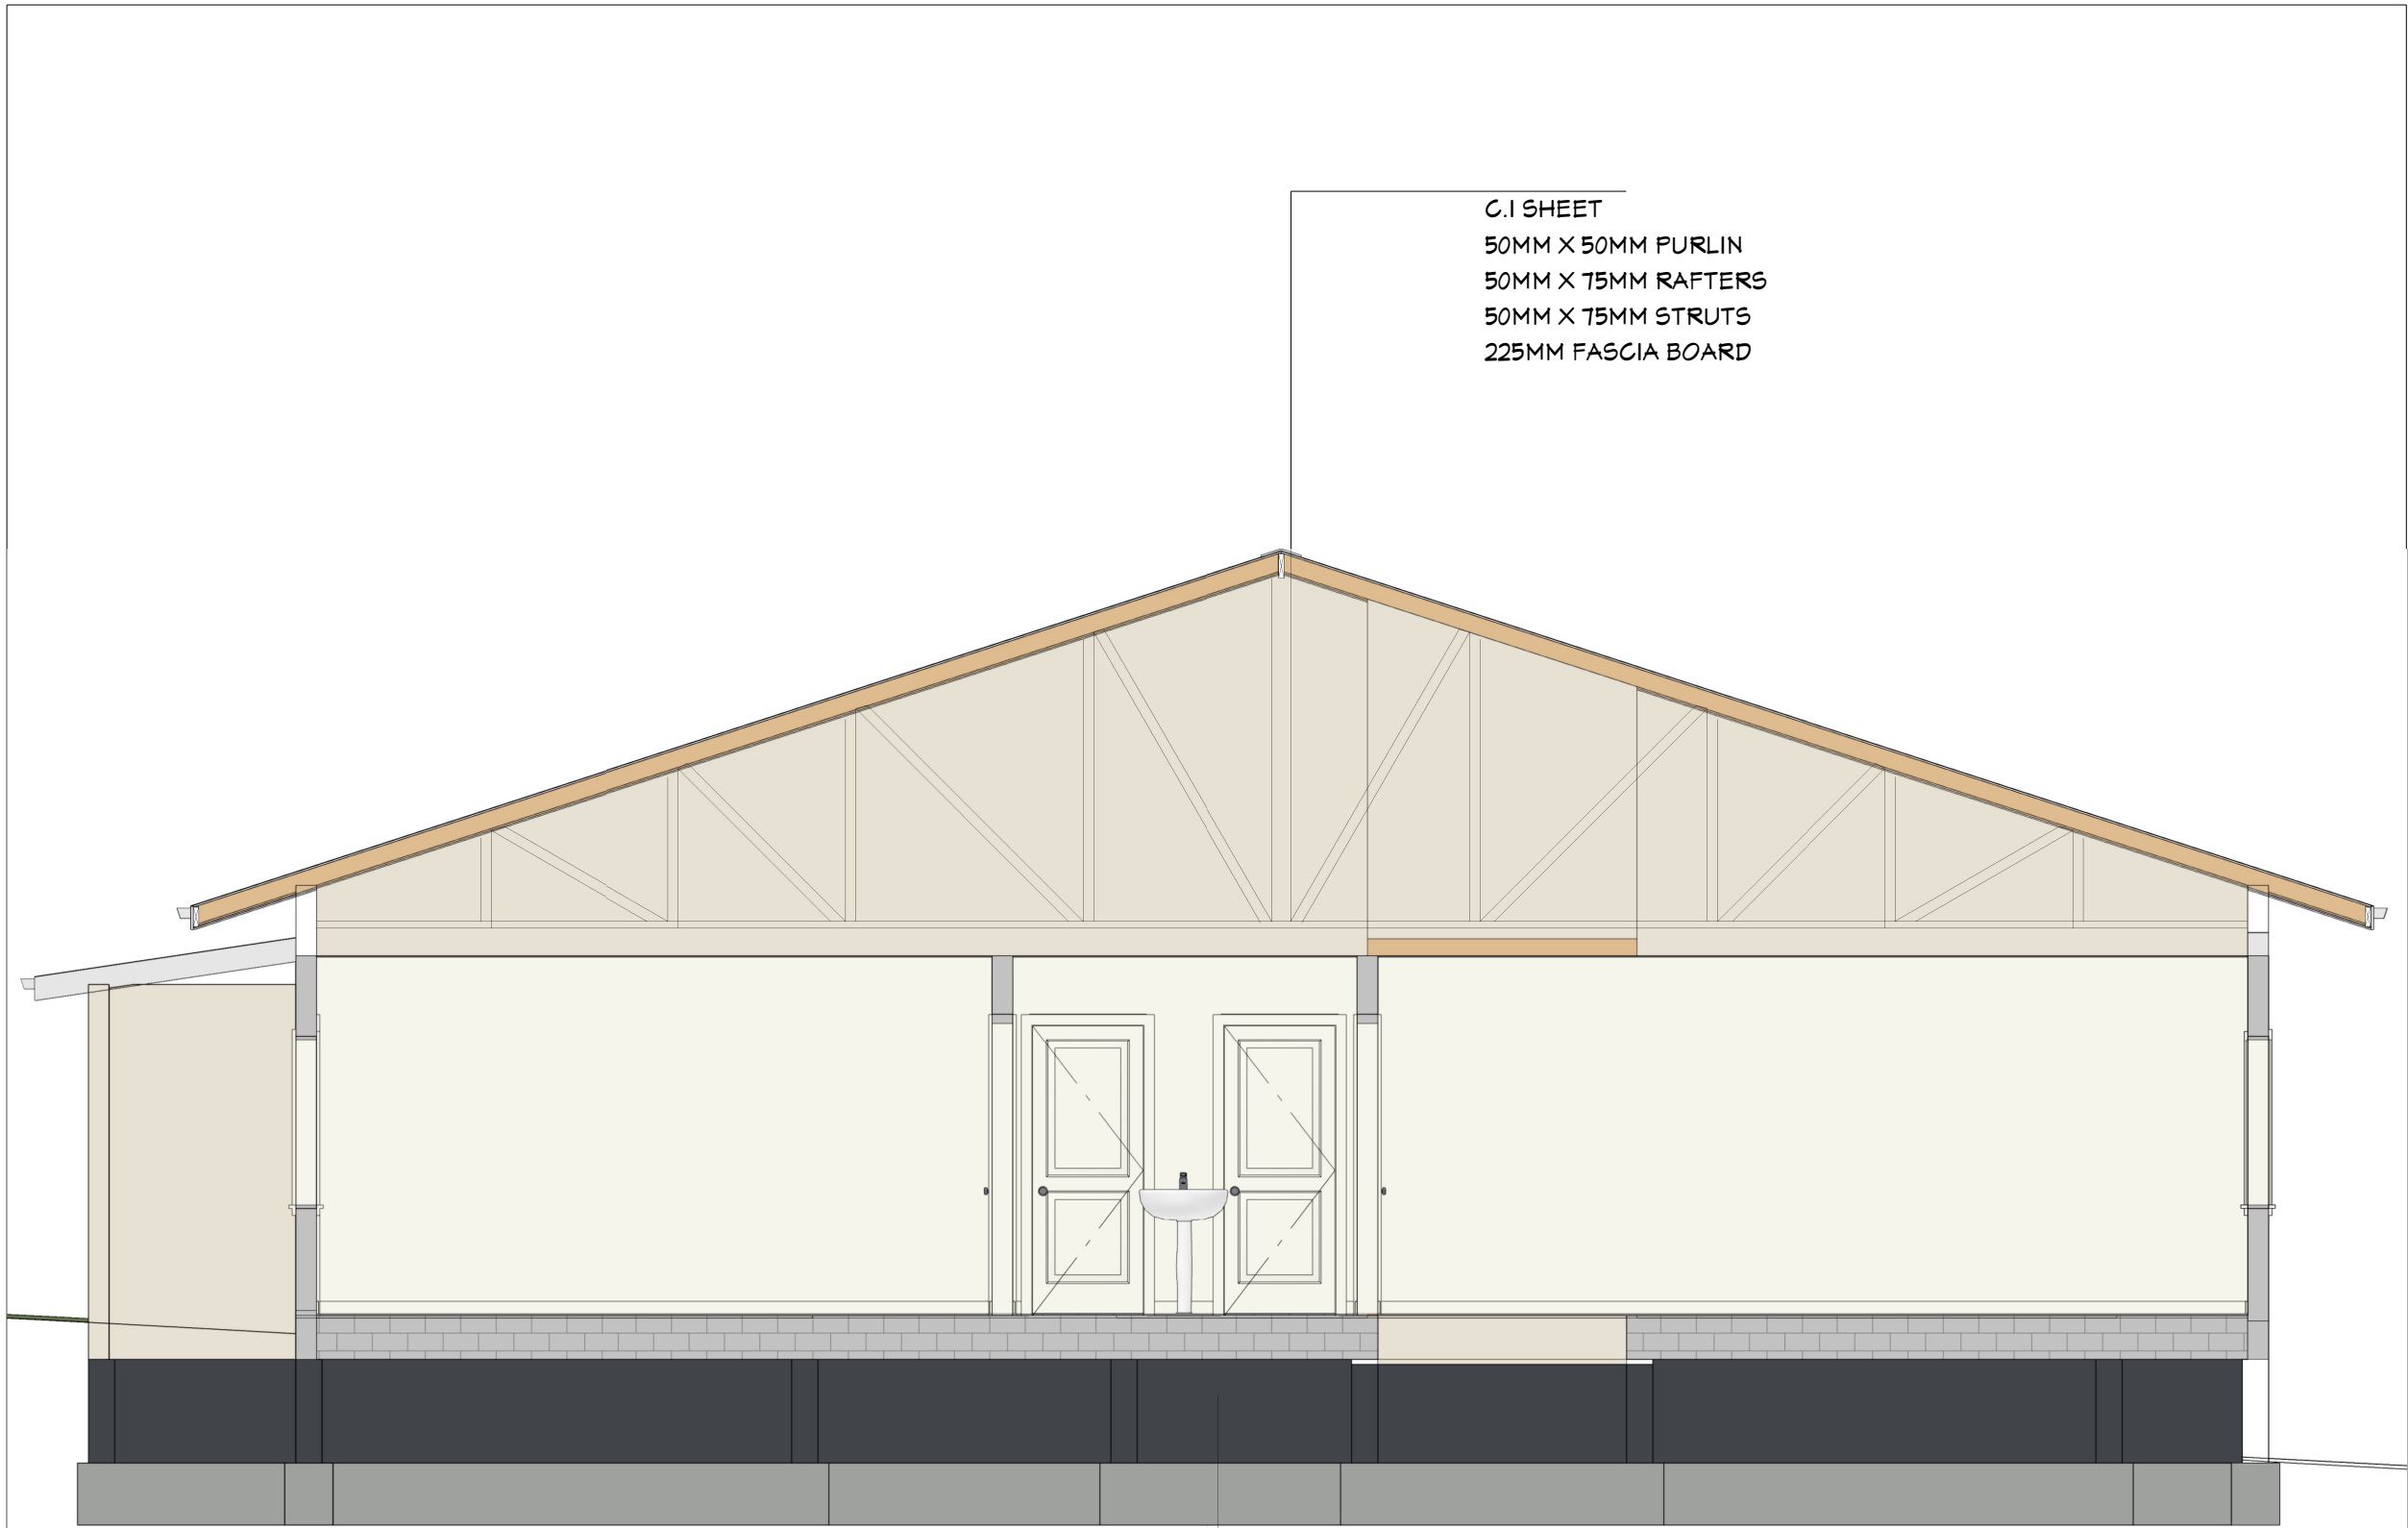 C.I SHEET
50MM X 50MM PURLIN
50MM X 75MM RAFTERS
50MM X 75MM STRUTS
225MM FASCIA BOARD